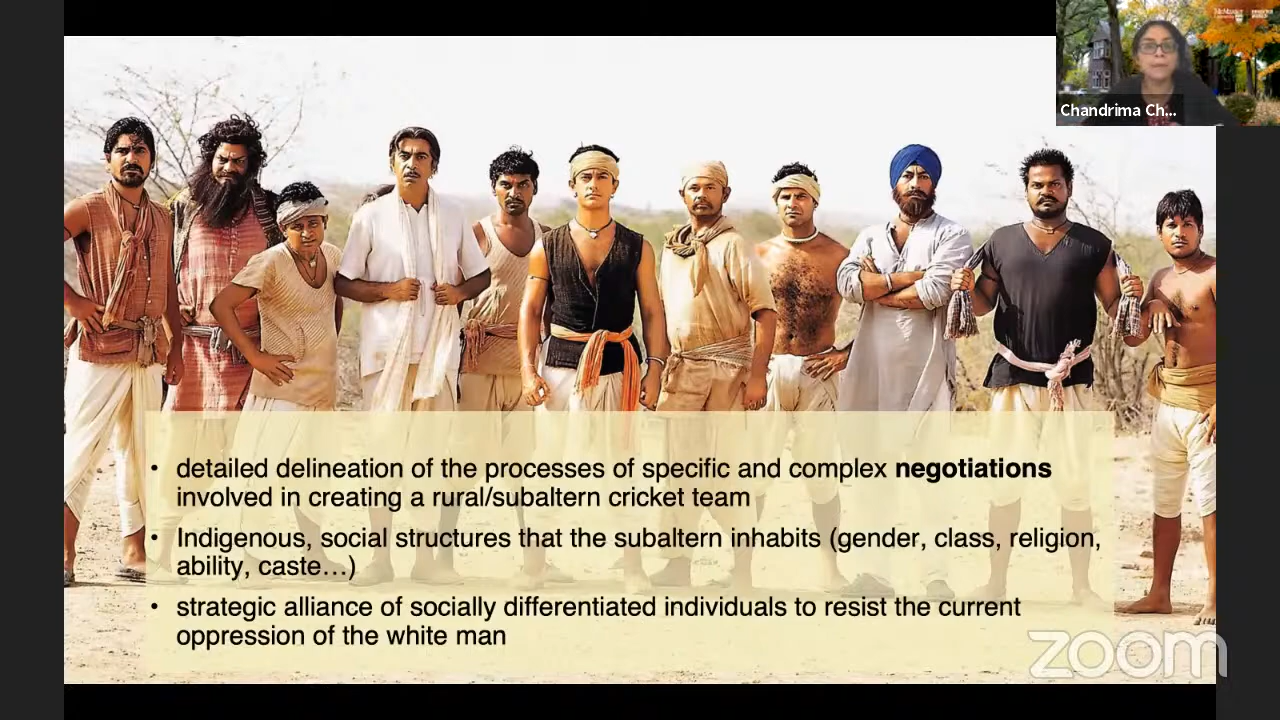 McMaster
University
Chandrima Ch...
• detailed delineation of the processes of specific and complex negotiations
involved in creating a rural/subaltern cricket team
• Indigenous, social structures that the subaltern inhabits (gender, class, religion,
ability, caste…)
• strategic alliance of socially differentiated individuals to resist the current
oppression of the white man
zoom